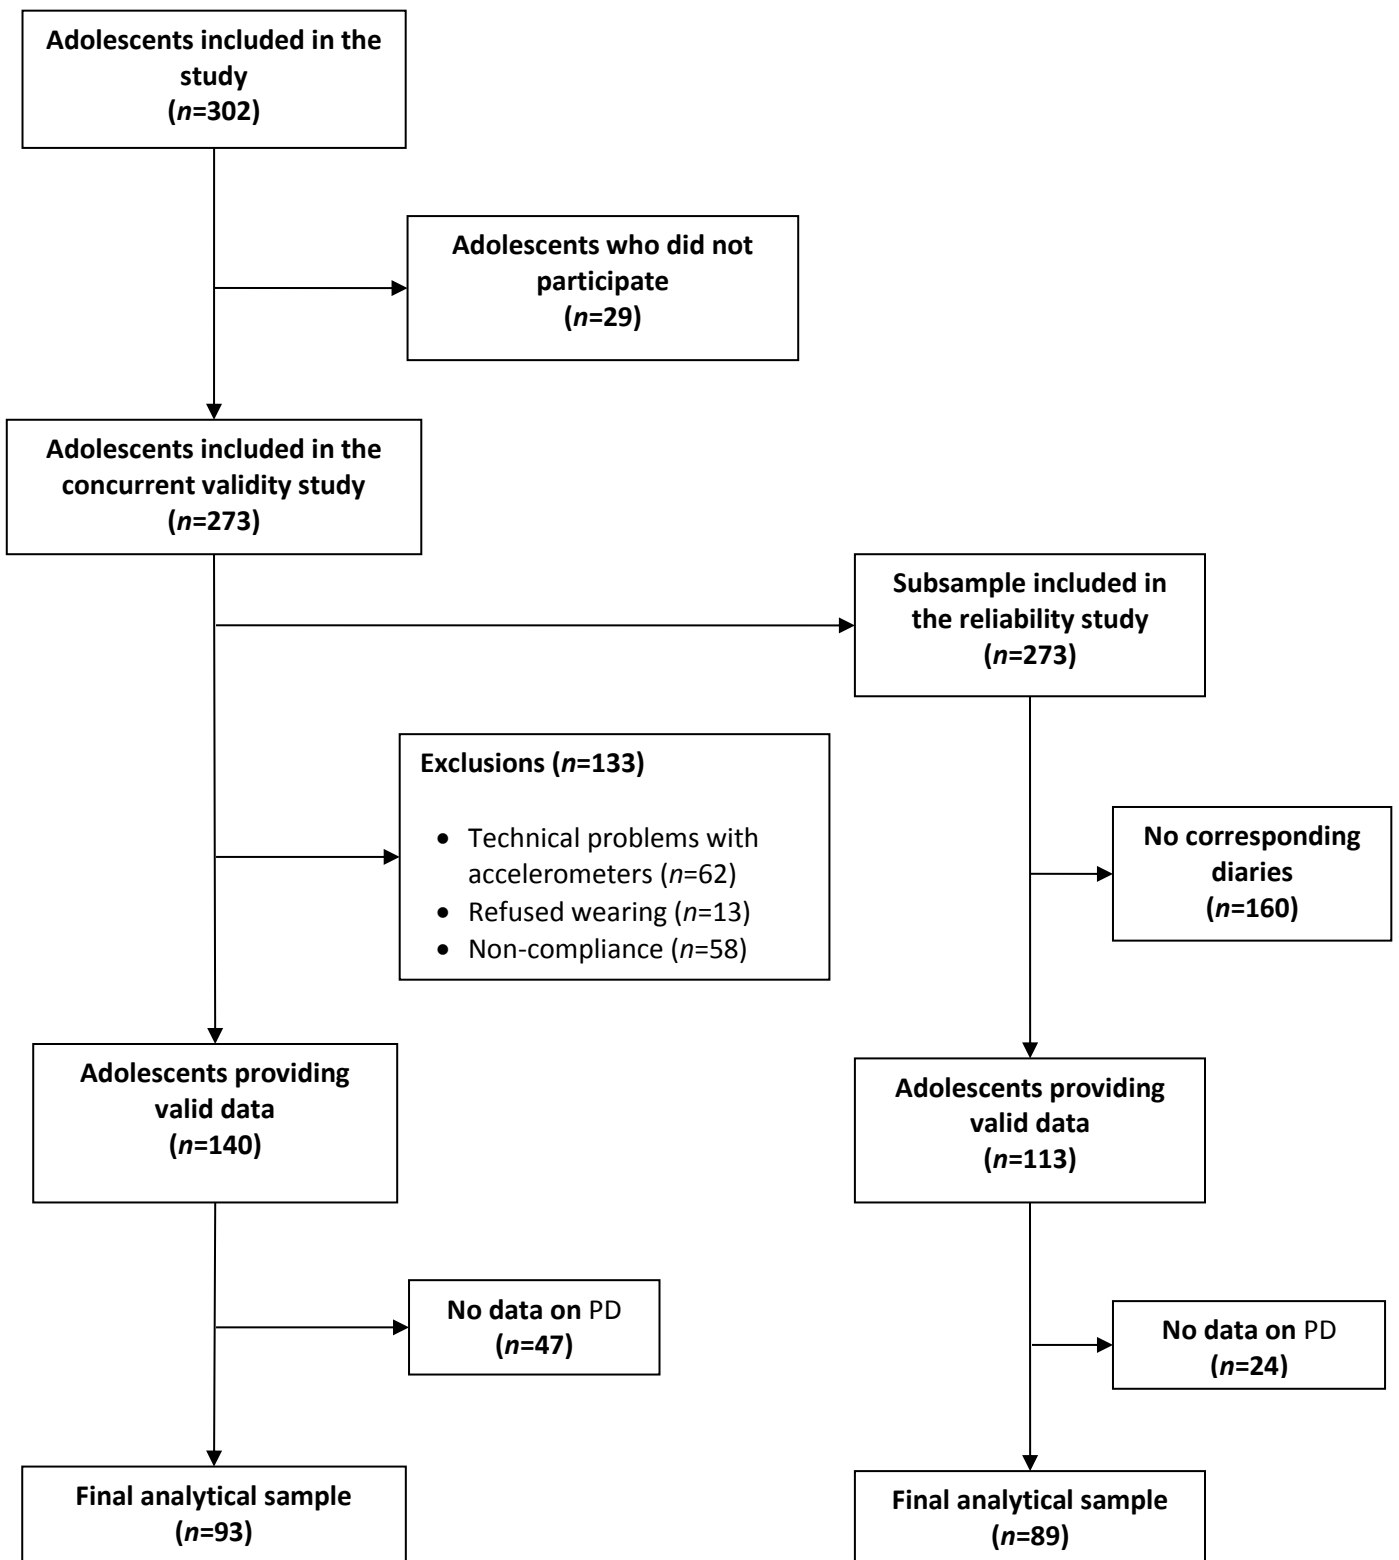 Adolescents included in the
study
(n=302)
Adolescents who did not
participate
(n=29)
Adolescents included in the
concurrent validity study
(n=273)
Subsample included in
the reliability study
(n=273)
Exclusions (n=133)
• Technical problems with
accelerometers (n=62)
• Refused wearing (n=13)
• Non-compliance (n=58)
No corresponding
diaries
(n=160)
Adolescents providing
valid data
(n=140)
Adolescents providing
valid data
(n=113)
No data on PD
(n=47)
No data on PD
(n=24)
Final analytical sample
(n=93)
Final analytical sample
(n=89)